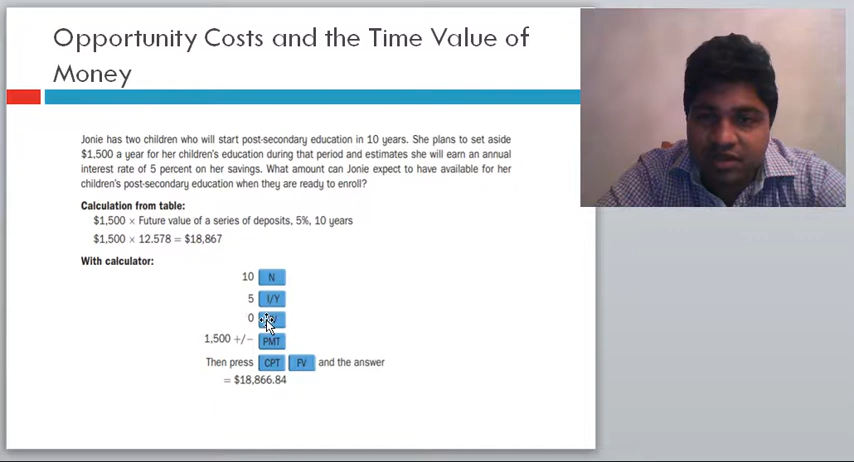 Opportunity Costs and the Time Value of
Money
Jonie has two children who will start post-secondary education in 10 years. She plans to set aside
$1,500 a year for her children's education during that period and estimates she will earn an annual
interest rate of 5 percent on her savings. What amount can Jonie expect to have available for her
children's post-secondary education when they are ready to enroll?
Calculation from table:
$1,500 × Future value of a series of deposits, 5%, 10 years
$1,500 × 12.578 = $18,867
With calculator:
10 N
5 I/Y
0
1,500 +/− PMT
Then press CPT FV and the answer
= $18,866.84